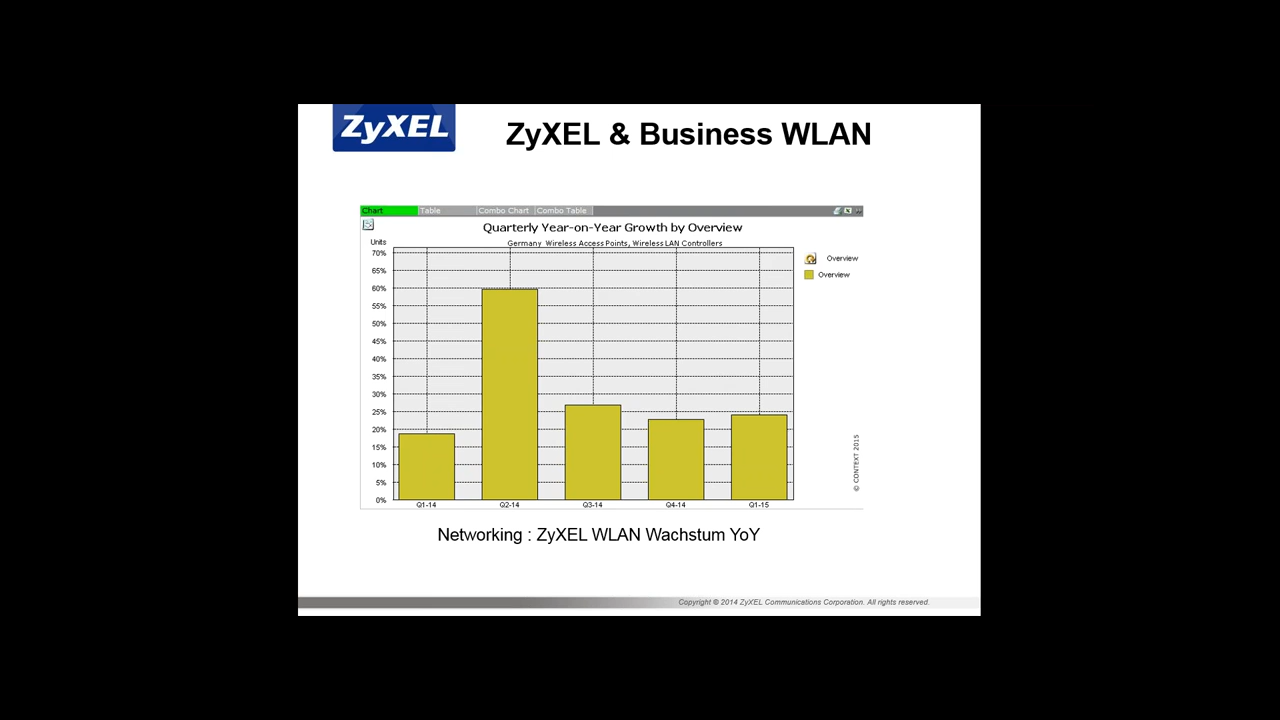 ZyXEL
ZyXEL & Business WLAN
Chart Table Combo Chart Combo Table
Quarterly Year-on-Year Growth by Overview
Units
Germany Wireless Access Points, Wireless LAN Controllers
70%
65%
60%
55%
50%
45%
40%
35%
30%
25%
20%
15%
10%
5%
0%
Q1-14 Q2-14 Q3-14 Q4-14 Q1-15
Overview
Overview
© CONTEXT 2015
Networking : ZyXEL WLAN Wachstum YoY
Copyright © 2014 ZyXEL Communications Corporation. All rights reserved.